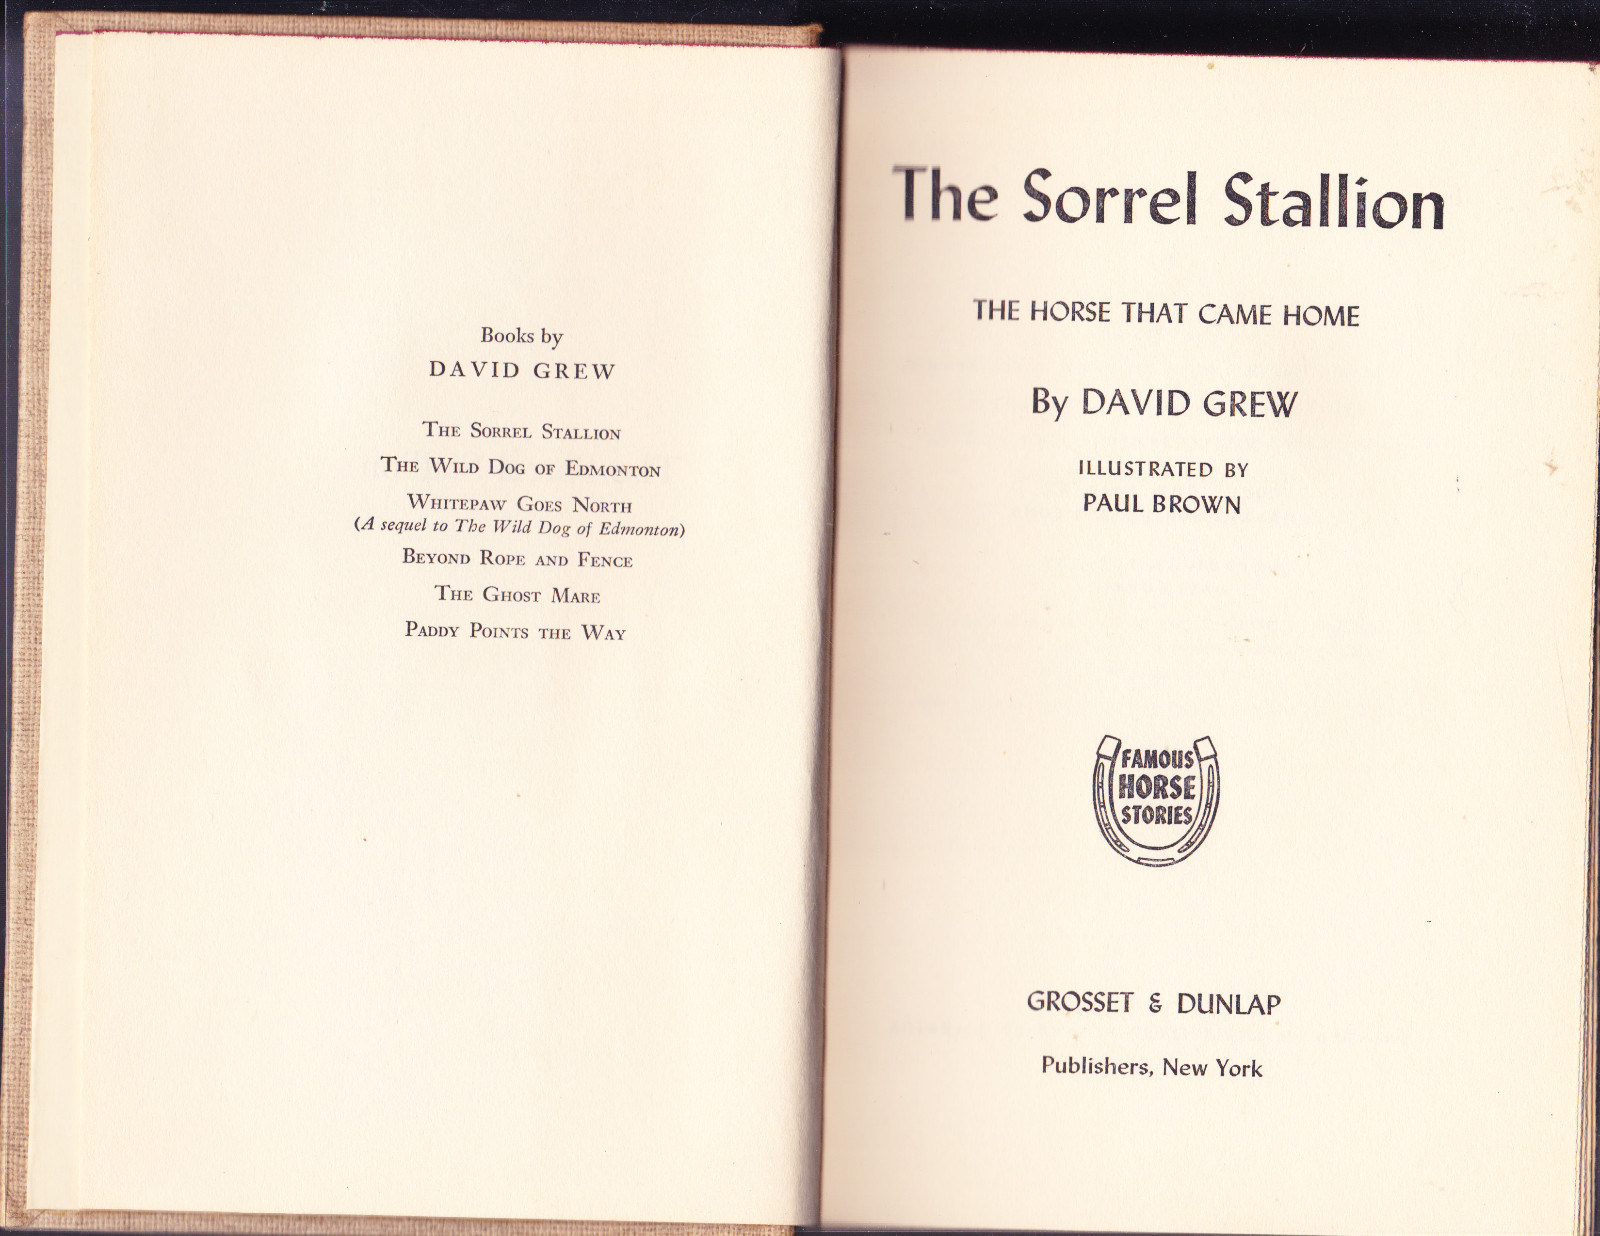 Books by
DAVID GREW
THE SORREL STALLION
THE WILD DOG OF EDMONTON
WHITEPAW GOES NORTH
(A sequel to The Wild Dog of Edmonton)
BEYOND ROPE AND FENCE
THE GHOST MARE
PADDY POINTS THE WAY
The Sorrel Stallion
THE HORSE THAT CAME HOME
By DAVID GREW
ILLUSTRATED BY
PAUL BROWN
FAMOUS
HORSE
STORIES
GROSSET & DUNLAP
Publishers, New York